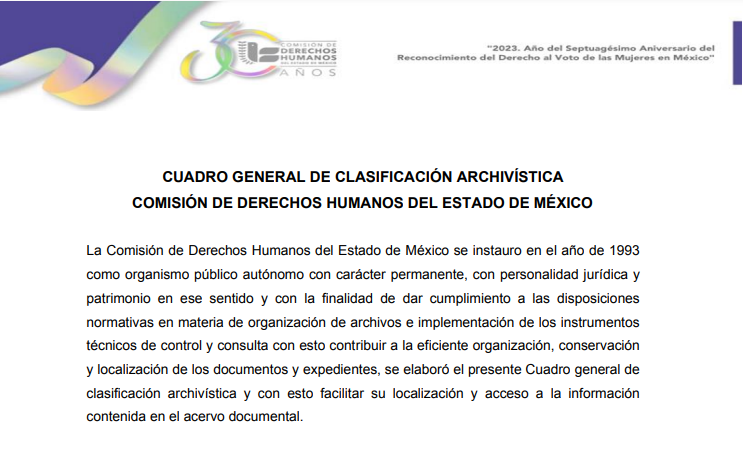 30
COMISIÓN DE
DERECHOS
HUMANOS
DEL ESTADO DE MÉXICO
AÑOS
"2023. Año del Septuagésimo Aniversario del
Reconocimiento del Derecho al Voto de las Mujeres en México"
CUADRO GENERAL DE CLASIFICACIÓN ARCHIVÍSTICA
COMISIÓN DE DERECHOS HUMANOS DEL ESTADO DE MÉXICO
La Comisión de Derechos Humanos del Estado de México se instauro en el año de 1993
como organismo público autónomo con carácter permanente, con personalidad jurídica y
patrimonio en ese sentido y con la finalidad de dar cumplimiento a las disposiciones
normativas en materia de organización de archivos e implementación de los instrumentos
técnicos de control y consulta con esto contribuir a la eficiente organización, conservación
y localización de los documentos y expedientes, se elaboró el presente Cuadro general de
clasificación archivística y con esto facilitar su localización y acceso a la información
contenida en el acervo documental.